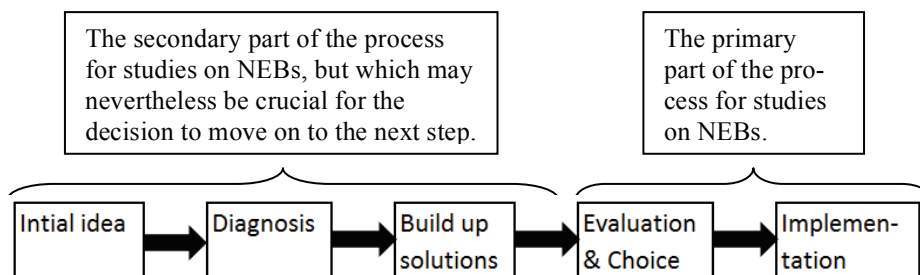 The secondary part of the process
for studies on NEBs, but which may
nevertheless be crucial for the
decision to move on to the next step.
The primary
part of the pro-
cess for studies
on NEBs.
Intial idea
Diagnosis
Build up
solutions
Evaluation
& Choice
Implemen-
tation